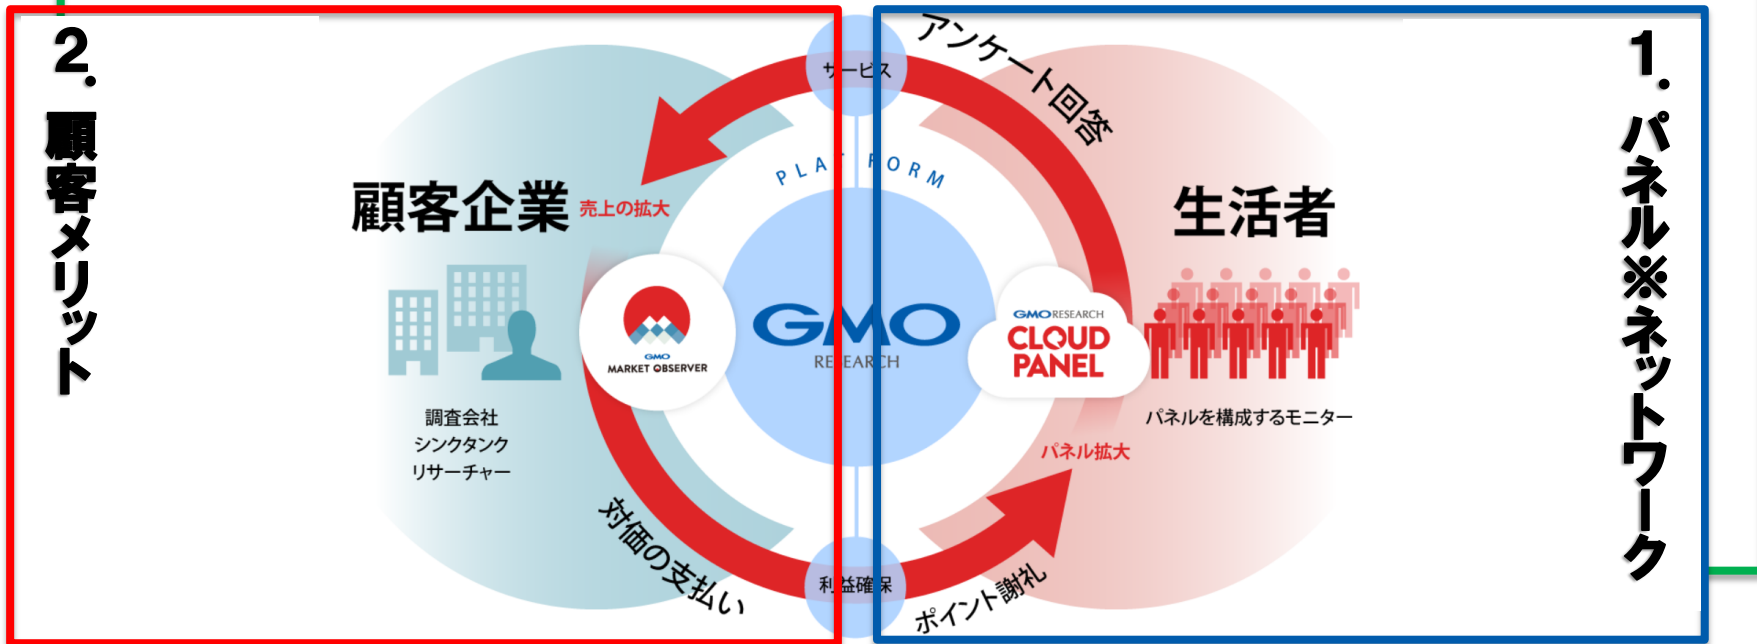 ２．顧客メリット
１．パネル※ネットワーク
サービス
アンケート回答
PLATFORM
顧客企業
売上の拡大
生活者
GMO
MARKET OBSERVER
GMO
RESEARCH
GMO RESEARCH
CLOUD
PANEL
調査会社
シンクタンク
リサーチャー
パネルを構成するモニター
パネル拡大
対価の支払い
利益確保
ポイント謝礼